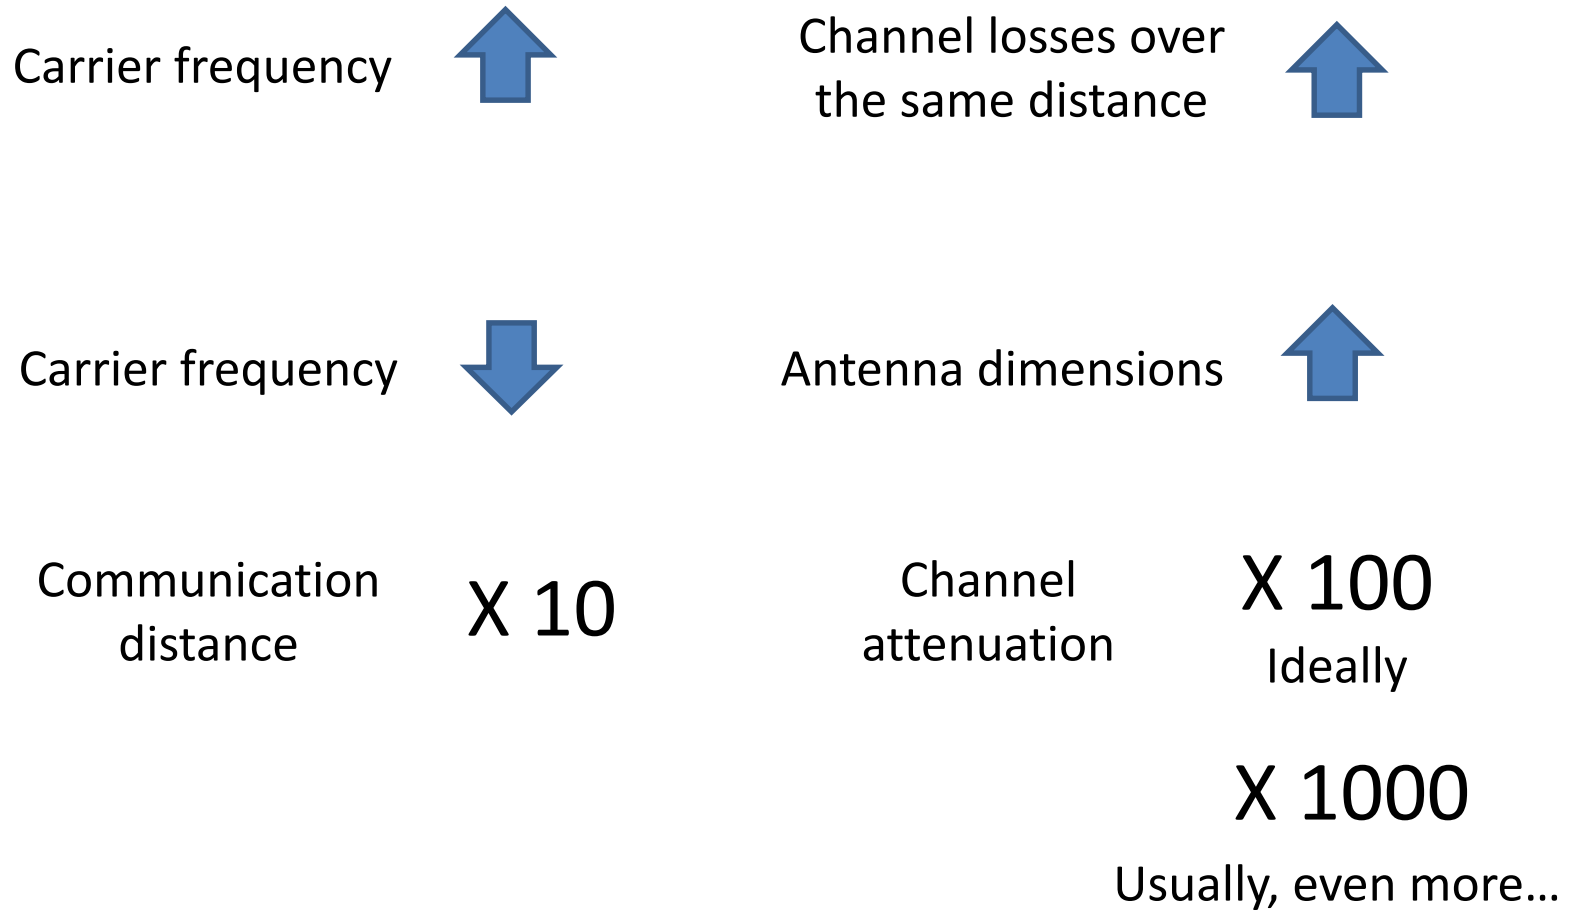 Carrier frequency
Channel losses over
the same distance
Carrier frequency
Antenna dimensions
Communication
distance
X 10
Channel
attenuation
X 100
Ideally
X 1000
Usually, even more...